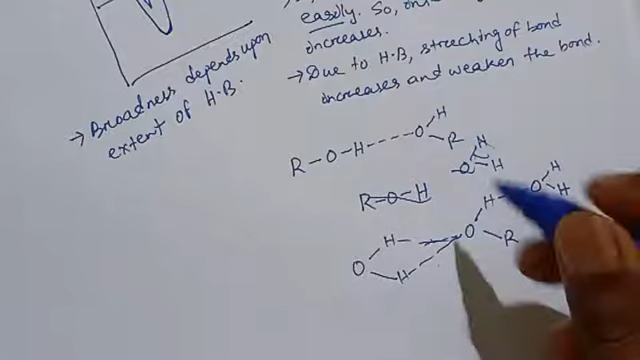 easily. So,
increases.
→ Due to H-B, streching of bond
increases and weaken the bond.
→ Broadness depends upon
extent of H-B.
R-O-H----O
H
R
R-O-H
O
H
H
H
O
H
H
O
H
H
O
R